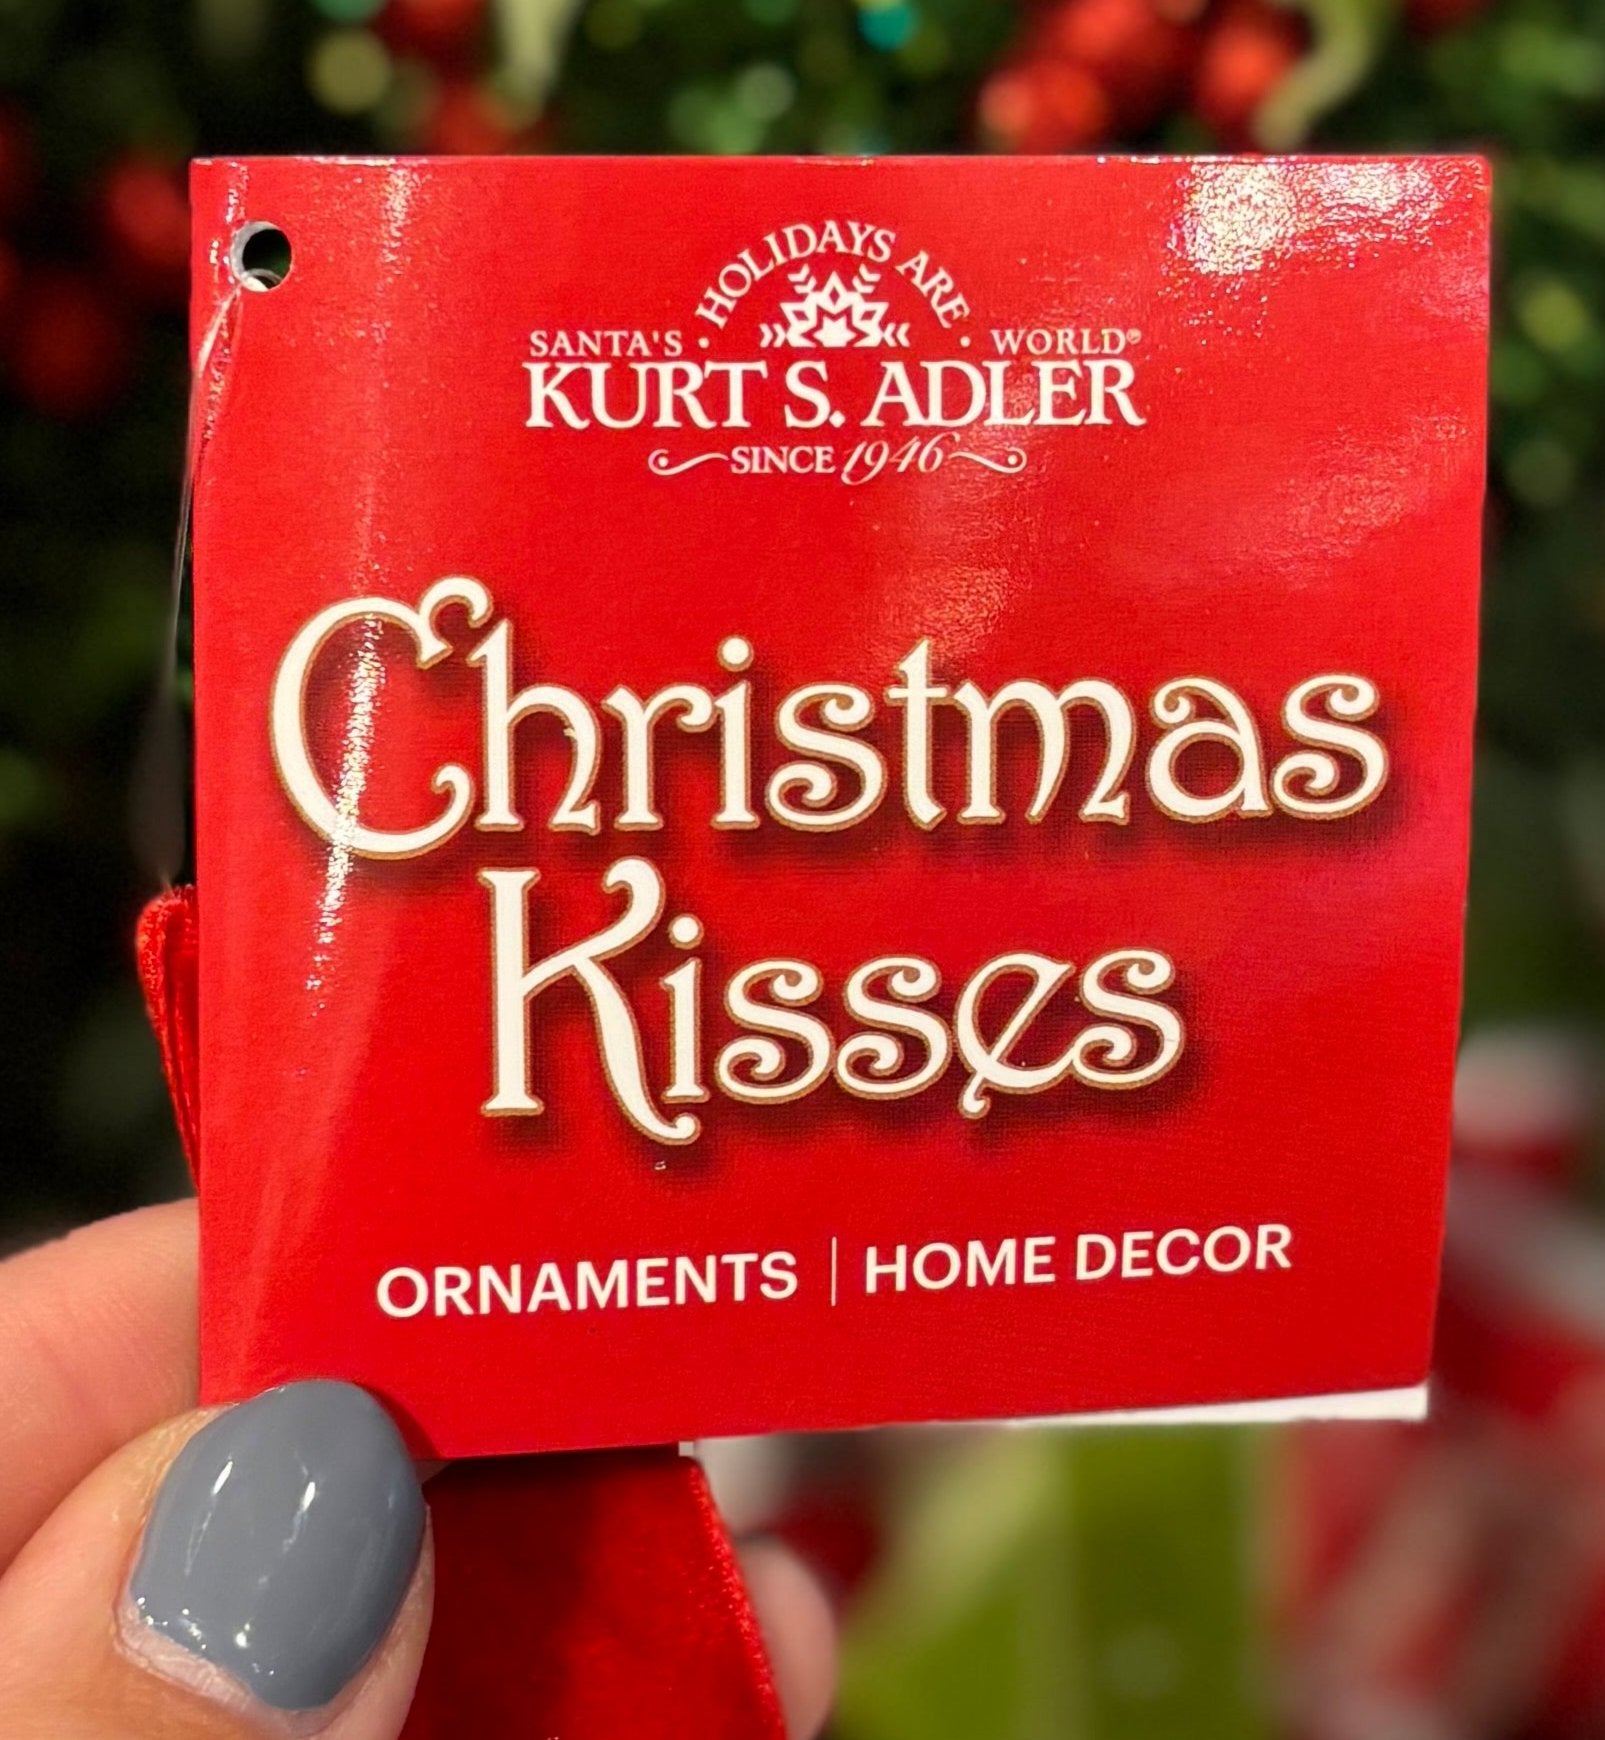 HOLIDAYS ARE
SANTA'S · · WORLD®
KURT S. ADLER
SINCE 1946
Christmas
Kisses
ORNAMENTS | HOME DECOR